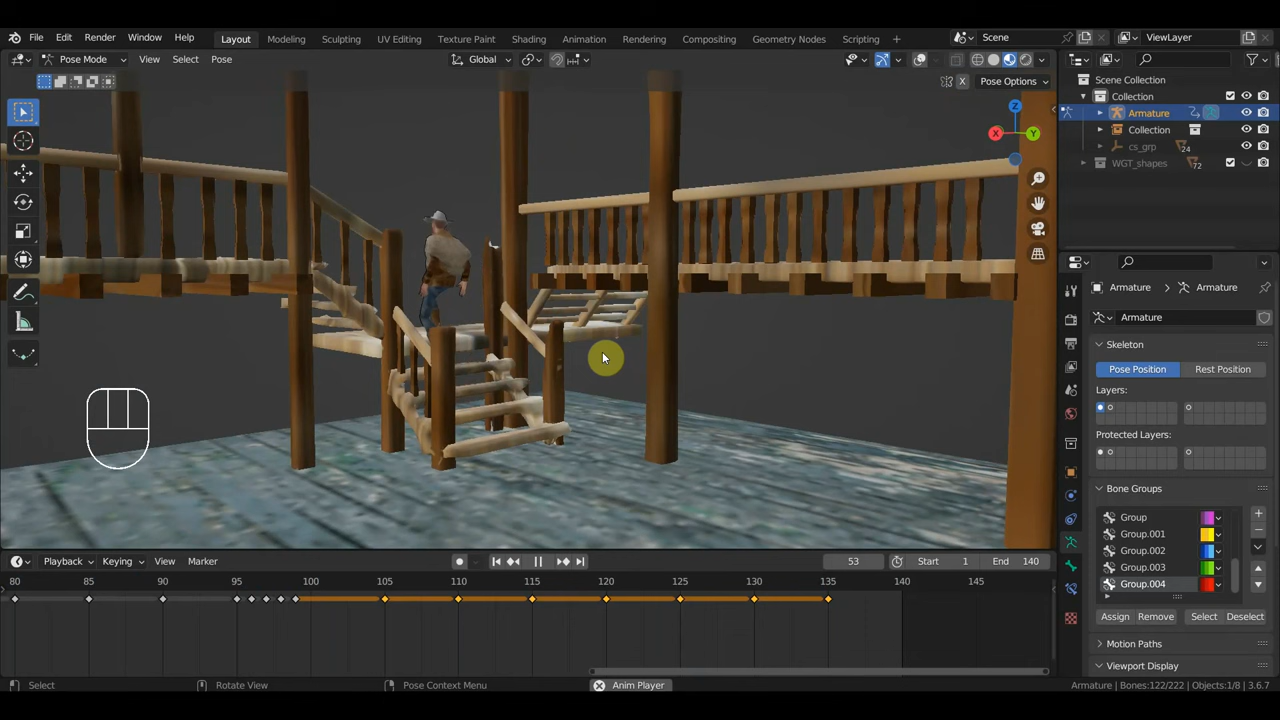 File Edit Render Window Help Layout Modeling Sculpting UV Editing Texture Paint Shading Animation Rendering Compositing Geometry Nodes Scripting + Scene ViewLayer
Pose Mode View Select Pose Global
X Pose Options
Z
X Y
Scene Collection
Collection
Armature
Collection
cs_grp 24
WGT_shapes 72
Armature > Armature
Armature
Skeleton
Pose Position Rest Position
Layers:
Protected Layers:
Bone Groups
Group
Group.001
Group.002
Group.003
Group.004
Assign Remove Select Deselect
Motion Paths
Viewport Display
Playback Keying View Marker 53 Start 1 End 140
80 85 90 95 100 105 110 115 120 125 130 135 140 145
Select Rotate View Pose Context Menu Anim Player Armature | Bones:122/222 | Objects:1/8 | 3.6.7